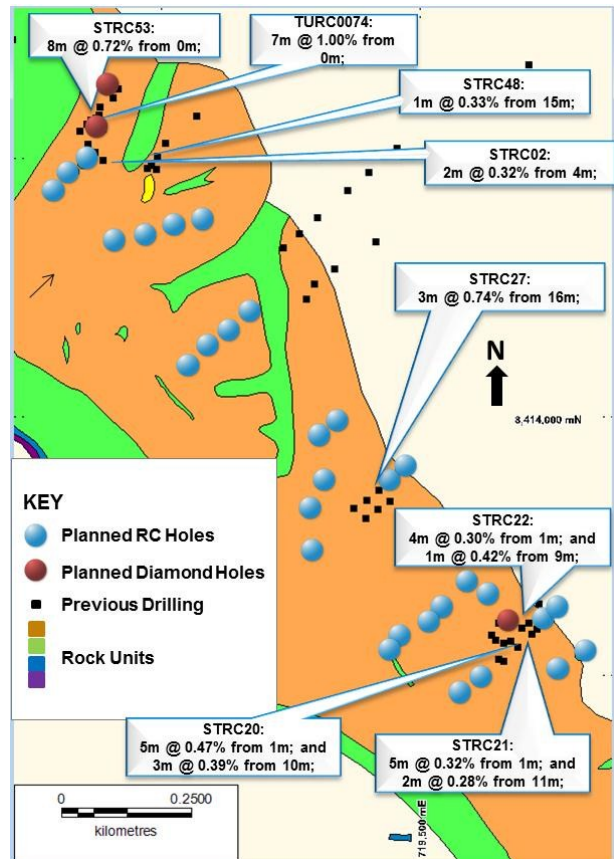 STRC53:
8m @ 0.72% from 0m;
TURC0074:
7m @ 1.00% from
0m;
STRC48:
1m @ 0.33% from 15m;
STRC02:
2m @ 0.32% from 4m;
STRC27:
3m @ 0.74% from 16m;
N
8,414,000 mN
KEY
Planned RC Holes
Planned Diamond Holes
Previous Drilling
Rock Units
STRC22:
4m @ 0.30% from 1m; and
1m @ 0.42% from 9m;
STRC20:
5m @ 0.47% from 1m; and
3m @ 0.39% from 10m;
STRC21:
5m @ 0.32% from 1m; and
2m @ 0.28% from 11m;
0 0.2500
kilometres
719,500 mE